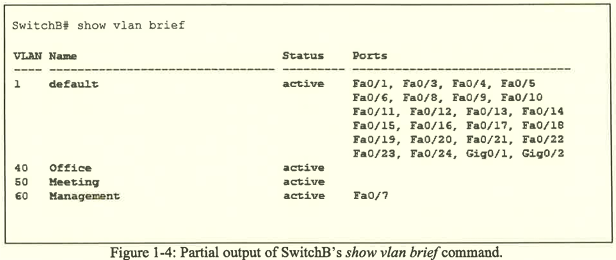 SwitchB# show vlan brief
VLAN Name Status Ports
---- -------------------------------- --------- -------------------------------
1 default active Fa0/1, Fa0/3, Fa0/4, Fa0/5
Fa0/6, Fa0/8, Fa0/9, Fa0/10
Fa0/11, Fa0/12, Fa0/13, Fa0/14
Fa0/15, Fa0/16, Fa0/17, Fa0/18
Fa0/19, Fa0/20, Fa0/21, Fa0/22
Fa0/23, Fa0/24, Gig0/1, Gig0/2
40 Office active
50 Meeting active
60 Management active Fa0/7
Figure 1-4: Partial output of SwitchB's show vlan brief command.